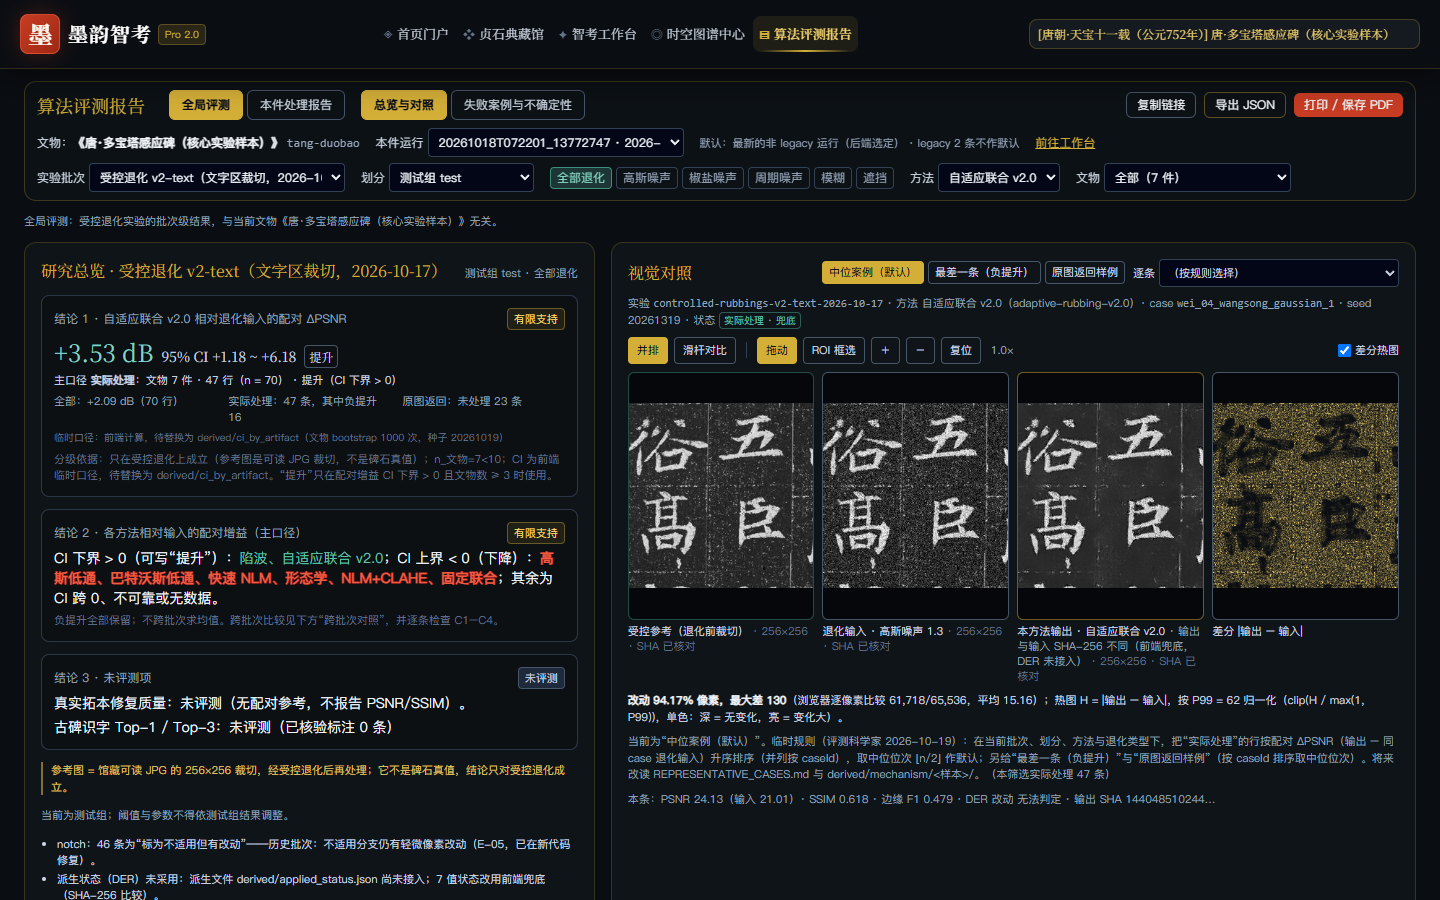 墨 墨韵智考 Pro 2.0 首页门户 贞石典藏馆 智考工作台 时空图谱中心 算法评测报告 [唐朝·天宝十一载（公元752年）] 唐·多宝塔感应碑（核心实验样本）
算法评测报告 全局评测 本件处理报告 总览与对照 失败案例与不确定性 复制链接 导出 JSON 打印 / 保存 PDF
文物： 《唐·多宝塔感应碑（核心实验样本）》 tang-duobao 本件运行 20261018T072201_13772747 · 2026- 默认：最新的非 legacy 运行（后端选定） · legacy 2 条不作默认 前往工作台
实验批次 受控退化 v2-text（文字区裁切，2026-1 划分 测试组 test 全部退化 高斯噪声 椒盐噪声 周期噪声 模糊 遮挡 方法 自适应联合 v2.0 文物 全部（7 件）
全局评测：受控退化实验的批次级结果，与当前文物《唐·多宝塔感应碑（核心实验样本）》无关。
研究总览 · 受控退化 v2-text（文字区裁切，2026-10-17） 测试组 test · 全部退化
结论 1 · 自适应联合 v2.0 相对退化输入的配对 ΔPSNR 有限支持
+3.53 dB 95% CI +1.18 ~ +6.18 提升
主口径 实际处理：文物 7 件 · 47 行（n = 70） · 提升（CI 下界 > 0）
全部：+2.09 dB（70 行） 实际处理：47 条，其中负提升 16 原图返回：未处理 23 条
临时口径：前端计算，待替换为 derived/ci_by_artifact（文物 bootstrap 1000 次，种子 20261019）
分级依据：只在受控退化上成立（参考图是可读 JPG 裁切，不是碑石真值）；n_文物=7<10；CI 为前端
临时口径，待替换为 derived/ci_by_artifact。“提升”只在配对增益 CI 下界 > 0 且文物数 ≥ 3 时使用。
结论 2 · 各方法相对输入的配对增益（主口径） 有限支持
CI 下界 > 0（可写“提升”）：陷波、自适应联合 v2.0；CI 上界 < 0（下降）：高
斯低通、巴特沃斯低通、快速 NLM、形态学、NLM+CLAHE、固定联合；其余为
CI 跨 0、不可靠或无数据。
负提升全部保留；不跨批次求均值。跨批次比较见下方“跨批次对照”，并逐条检查 C1–C4。
结论 3 · 未评测项 未评测
真实拓本修复质量：未评测（无配对参考，不报告 PSNR/SSIM）。
古碑识字 Top-1 / Top-3：未评测（已核验标注 0 条）
参考图 = 馆藏可读 JPG 的 256×256 裁切，经受控退化后再处理；它不是碑石真值，结论只对受控退化成
立。
当前为测试组；阈值与参数不得依测试组结果调整。
• notch：46 条为“标为不适用但有改动”——历史批次：不适用分支仍有轻微像素改动（E-05，已在新代码
修复）。
• 派生状态（DER）未采用：派生文件 derived/applied_status.json 尚未接入；7 值状态改用前端兜底
（SHA-256 比较）。
视觉对照 中位案例（默认） 最差一条（负提升） 原图返回样例 逐条 （按规则选择）
实验 controlled-rubbings-v2-text-2026-10-17 · 方法 自适应联合 v2.0（adaptive-rubbing-v2.0） · case wei_04_wangsong_gaussian_1 · seed
20261319 · 状态 实际处理 · 兜底
并排 滑杆对比 拖动 ROI 框选 + − 复位 1.0× 差分热图
俗 五 俗 五 俗 五 俗 五
高 臣 高 臣 高 臣 高 臣
受控参考（退化前裁切） · 256×256
· SHA 已核对
退化输入 · 高斯噪声 1.3 · 256×256
· SHA 已核对
本方法输出 · 自适应联合 v2.0 · 输出
与输入 SHA-256 不同（前端兜底，
DER 未接入） · 256×256 · SHA 已
核对
差分 |输出 − 输入|
改动 94.17% 像素，最大差 130（浏览器逐像素比较 61,718/65,536，平均 15.16）；热图 H = |输出 − 输入|，按 P99 = 62 归一化（clip(H / max(1,
P99))，单色：深 = 无变化，亮 = 变化大）。
当前为“中位案例（默认）”。临时规则（评测科学家 2026-10-19）：在当前批次、划分、方法与退化类型下，把“实际处理”的行按配对 ΔPSNR（输出 − 同
case 退化输入）升序排序（并列按 caseId），取中位位次 ⌊n/2⌋ 作默认；另给“最差一条（负提升）”与“原图返回样例”（按 caseId 排序取中位位次）。将来
改读 REPRESENTATIVE_CASES.md 与 derived/mechanism/<样本>/。（本筛选实际处理 47 条）
本条：PSNR 24.13（输入 21.01） · SSIM 0.618 · 边缘 F1 0.479 · DER 改动 无法判定 · 输出 SHA 144048510244…